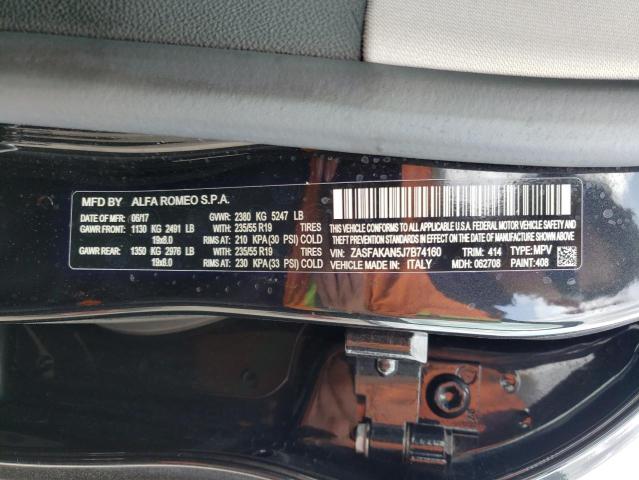 MFD BY ALFA ROMEO S.P.A.
DATE OF MFR: 06/17 GVWR: 2380 KG 5247 LB
GAWR FRONT: 1130 KG 2491 LB WITH 235/55 R19 TIRES
19x8.0 RIMS AT 210 KPA(30 PSI) COLD
GAWR REAR: 1350 KG 2976 LB WITH 235/55 R19 TIRES
19x8.0 RIMS AT 230 KPA(33 PSI) COLD
THIS VEHICLE CONFORMS TO ALL APPLICABLE U.S.A. FEDERAL MOTOR VEHICLE SAFETY, BUMPER, AND
THEFT PREVENTION STANDARDS IN EFFECT ON THE DATE OF MANUFACTURE SHOWN ABOVE.
VIN: ZASFAKAN5J7B74160 TRIM: 414 TYPE: MPV
VEHICLE MADE IN: ITALY MDH: 062708 PAINT: 408